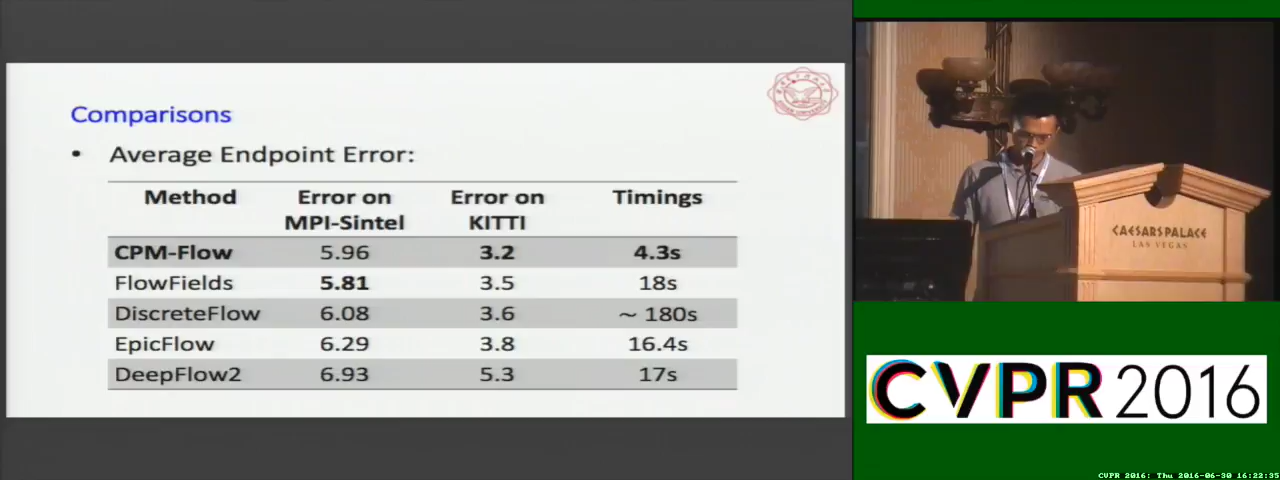 Comparisons
• Average Endpoint Error:
Method Error on MPI-Sintel Error on KITTI Timings
CPM-Flow 5.96 3.2 4.3s
FlowFields 5.81 3.5 18s
DiscreteFlow 6.08 3.6 ~ 180s
EpicFlow 6.29 3.8 16.4s
DeepFlow2 6.93 5.3 17s
CAESARS PALACE
LAS VEGAS
CVPR 2016
CVPR 2016: Thu 2016-06-30 16:22:35